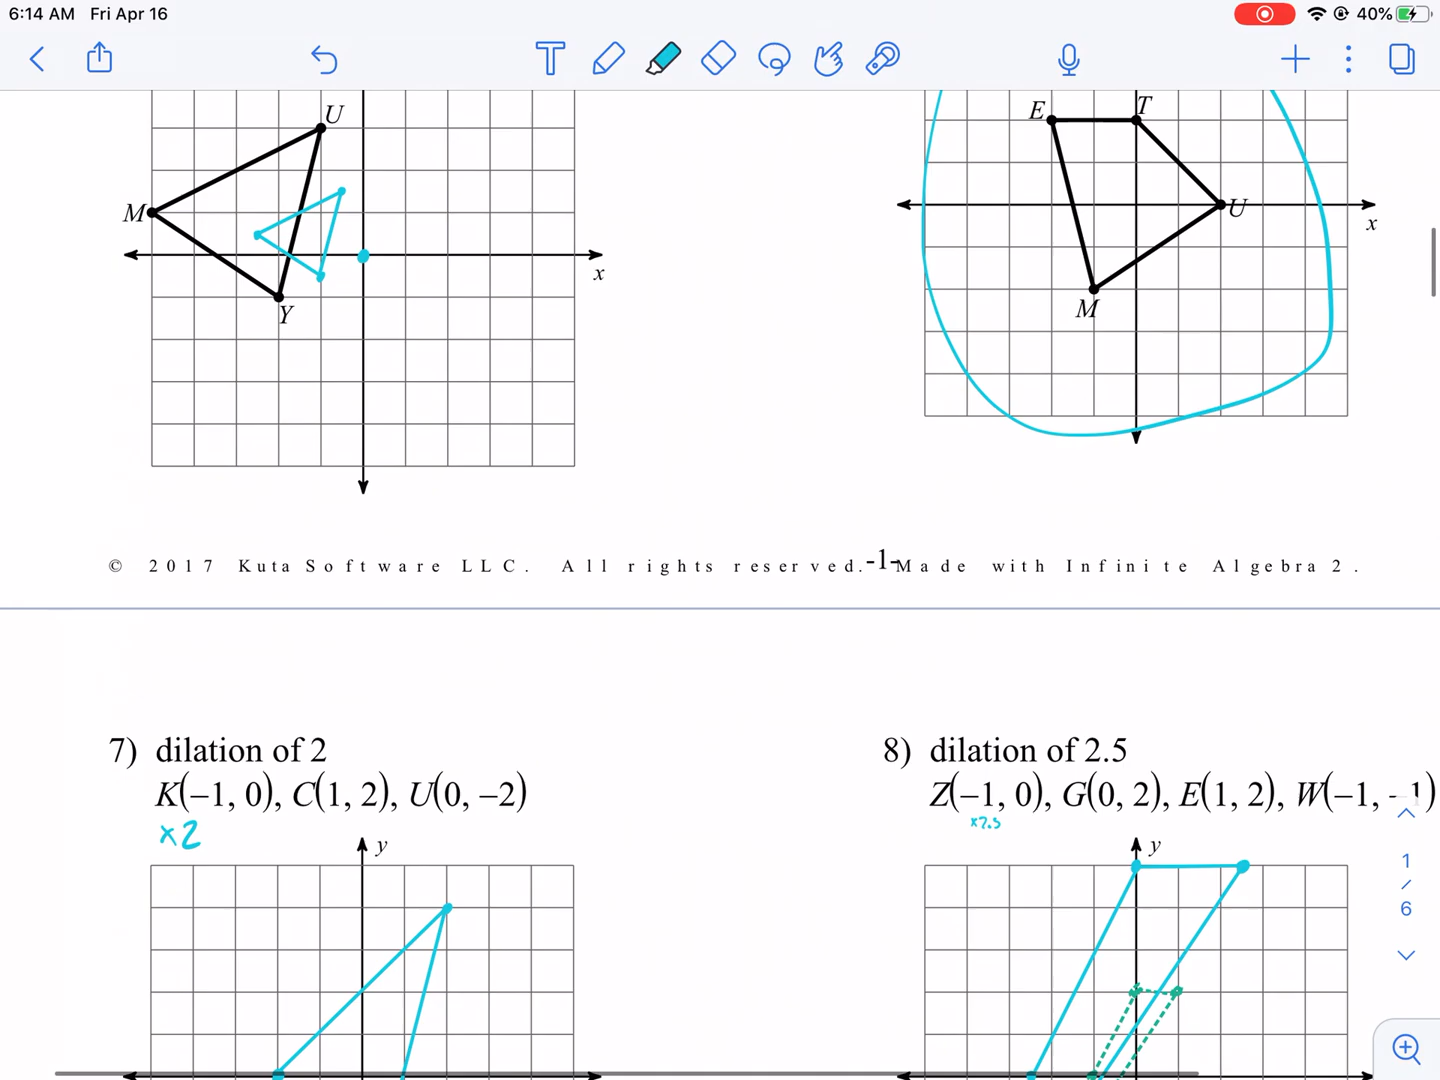 6:14 AM Fri Apr 16
40%
T
U
M
Y
x
E
T
U
M
x
© 2017 Kuta Software LLC. All rights reserved.-1-Made with Infinite Algebra 2.
7) dilation of 2
K(−1, 0), C(1, 2), U(0, −2)
×2
y
8) dilation of 2.5
Z(−1, 0), G(0, 2), E(1, 2), W(−1, −1)
×2.5
y
1
/
6